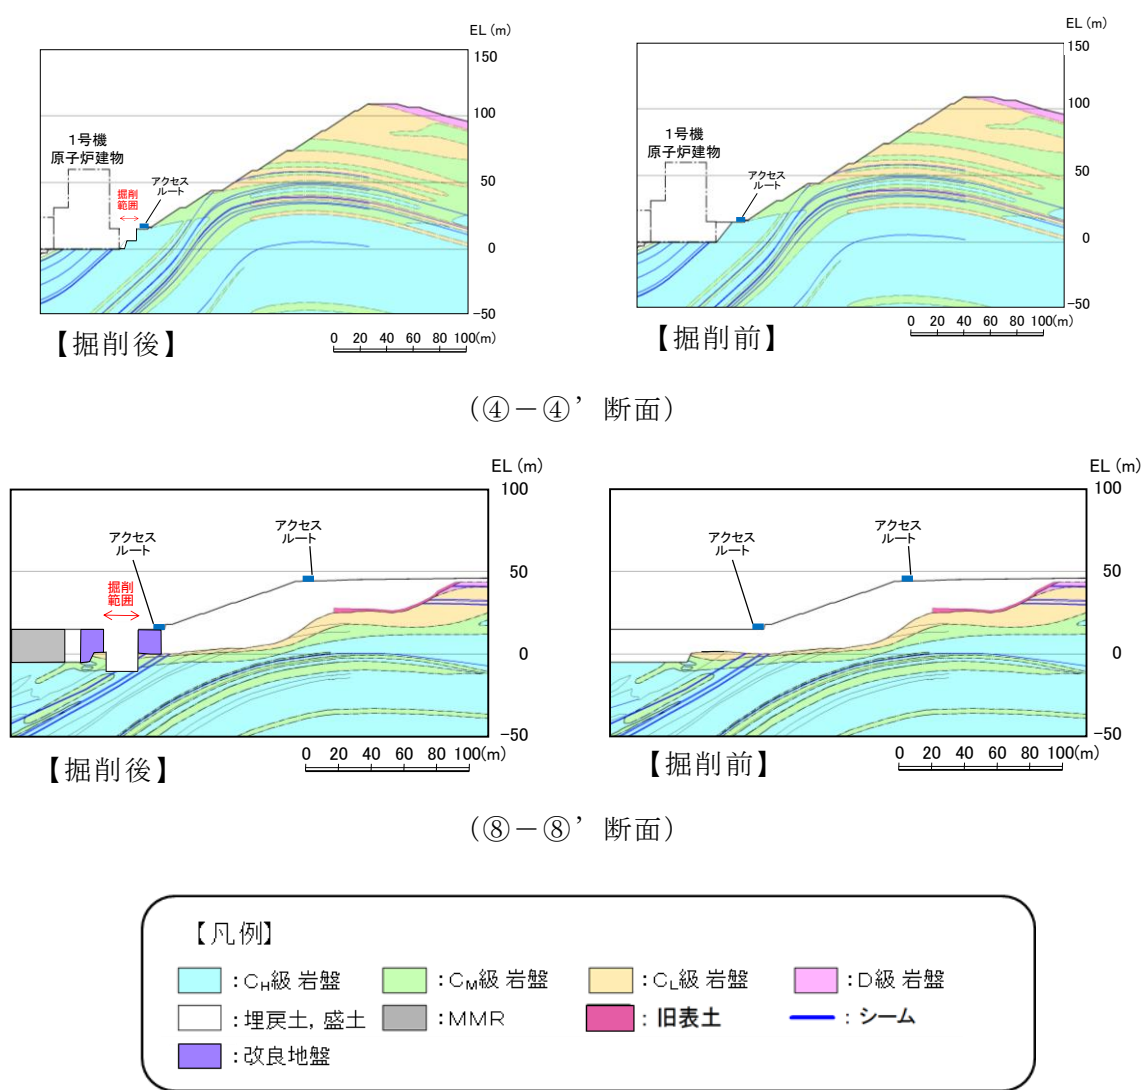 EL (m)
150
100
50
0
-50
1号機
原子炉建物
掘削
範囲
アクセス
ルート
【掘削後】
0 20 40 60 80 100(m)
EL (m)
150
100
50
0
-50
1号機
原子炉建物
アクセス
ルート
【掘削前】
0 20 40 60 80 100(m)
(④－④’断面)
EL (m)
100
50
0
-50
アクセス
ルート
アクセス
ルート
掘削
範囲
【掘削後】
0 20 40 60 80 100(m)
EL (m)
100
50
0
-50
アクセス
ルート
アクセス
ルート
【掘削前】
0 20 40 60 80 100(m)
(⑧－⑧’断面)
【凡例】
：CH級 岩盤 ：CM級 岩盤 ：CL級 岩盤 ：D級 岩盤
：埋戻土，盛土 ：MMR ：旧表土 ：シーム
：改良地盤